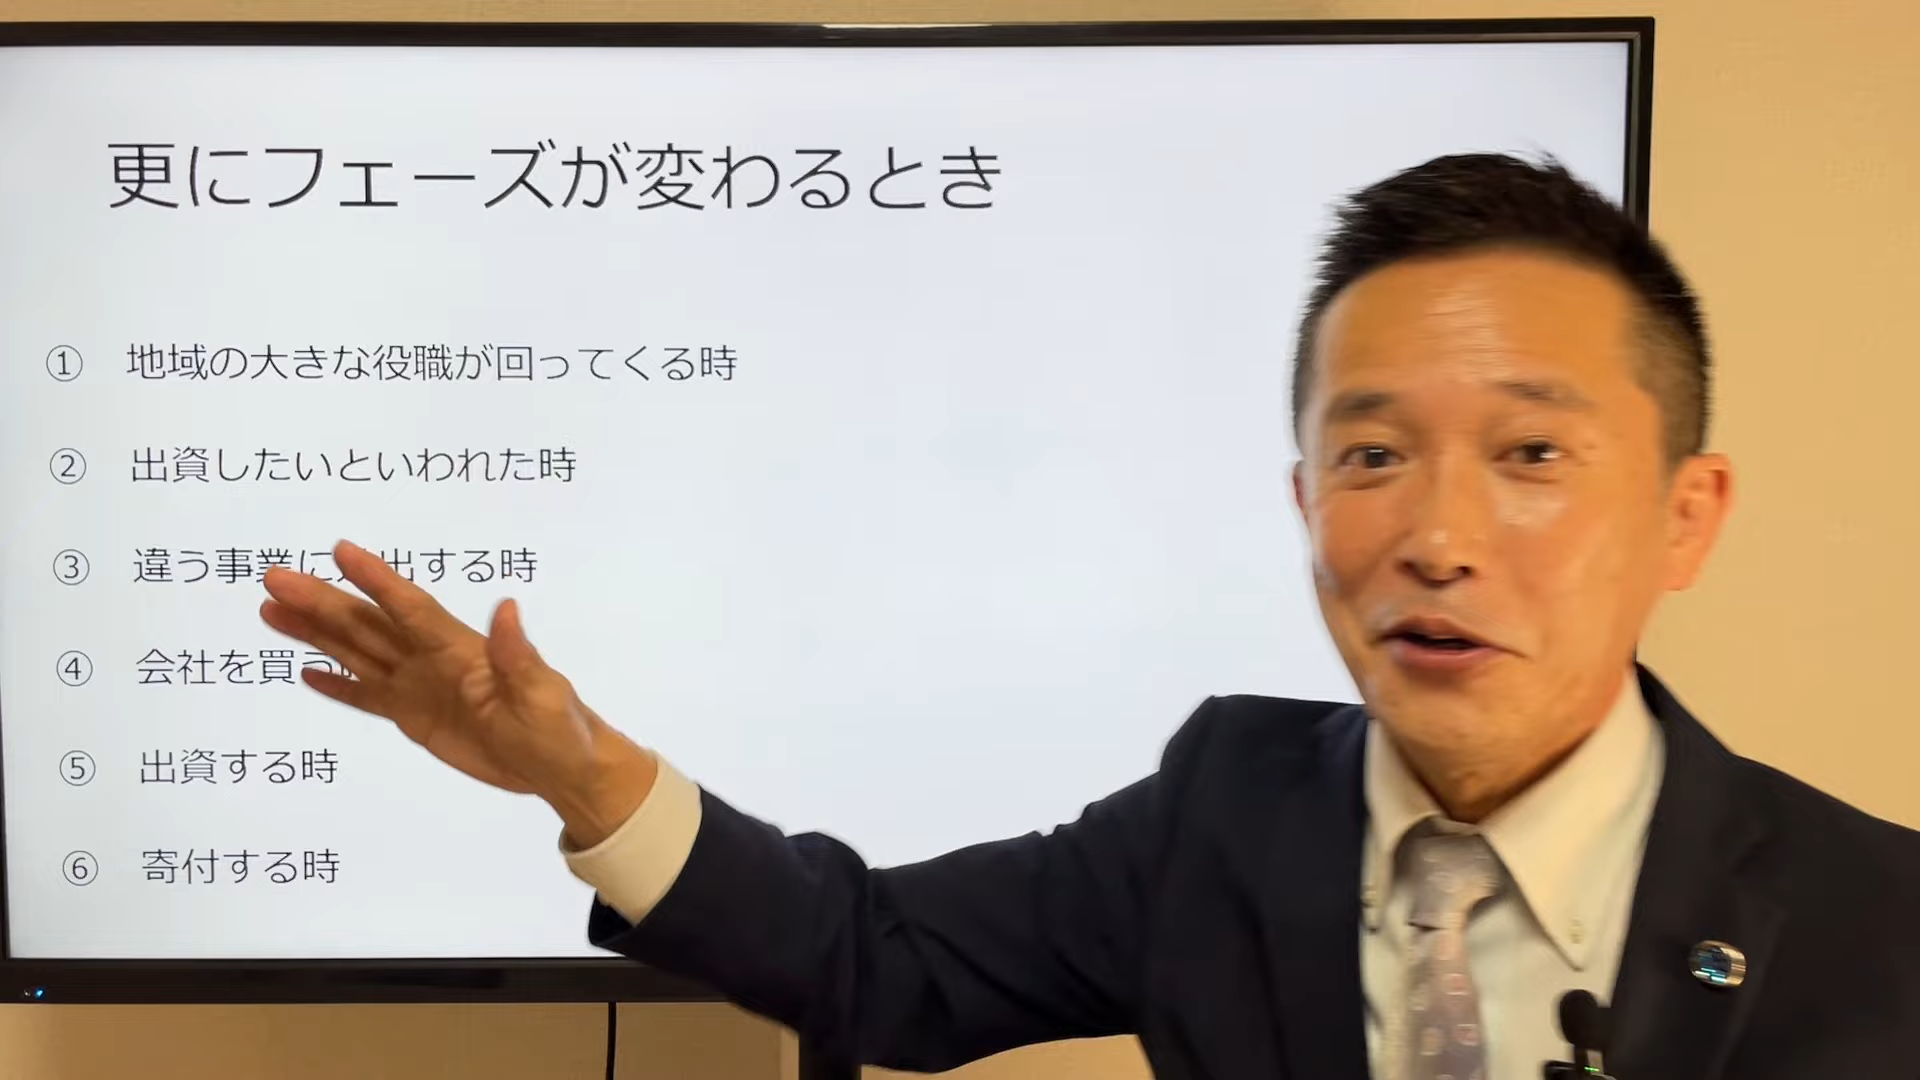 更にフェーズが変わるとき
① 地域の大きな役職が回ってくる時
② 出資したいといわれた時
③ 違う事業に出する時
④ 会社を買う
⑤ 出資する時
⑥ 寄付する時